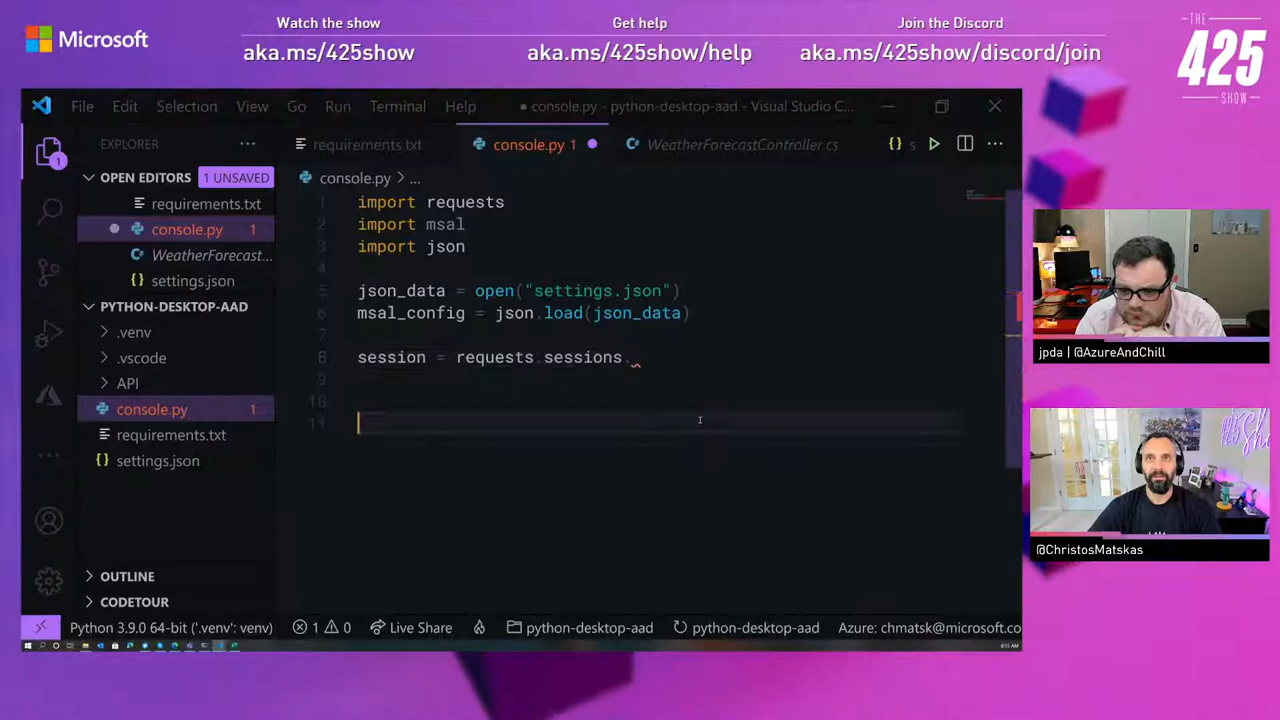 Microsoft
Watch the show
aka.ms/425show
Get help
aka.ms/425show/help
Join the Discord
aka.ms/425show/discord/join
THE
425
SHOW
File Edit Selection View Go Run Terminal Help
● console.py - python-desktop-aad - Visual Studio C...
EXPLORER
requirements.txt
console.py 1
WeatherForecastController.cs
{} s
OPEN EDITORS 1 UNSAVED
requirements.txt
console.py 1
WeatherForecast...
{} settings.json
PYTHON-DESKTOP-AAD
.venv
.vscode
API
console.py 1
requirements.txt
{} settings.json
OUTLINE
CODETOUR
1
console.py > ...
1 import requests
2 import msal
3 import json
4
5 json_data = open("settings.json")
6 msal_config = json.load(json_data)
7
8 session = requests.sessions.
9
10
11
Python 3.9.0 64-bit ('.venv': venv) 1 0 Live Share python-desktop-aad python-desktop-aad Azure: chmatsk@microsoft.co
jpda | @AzureAndChill
@ChristosMatskas